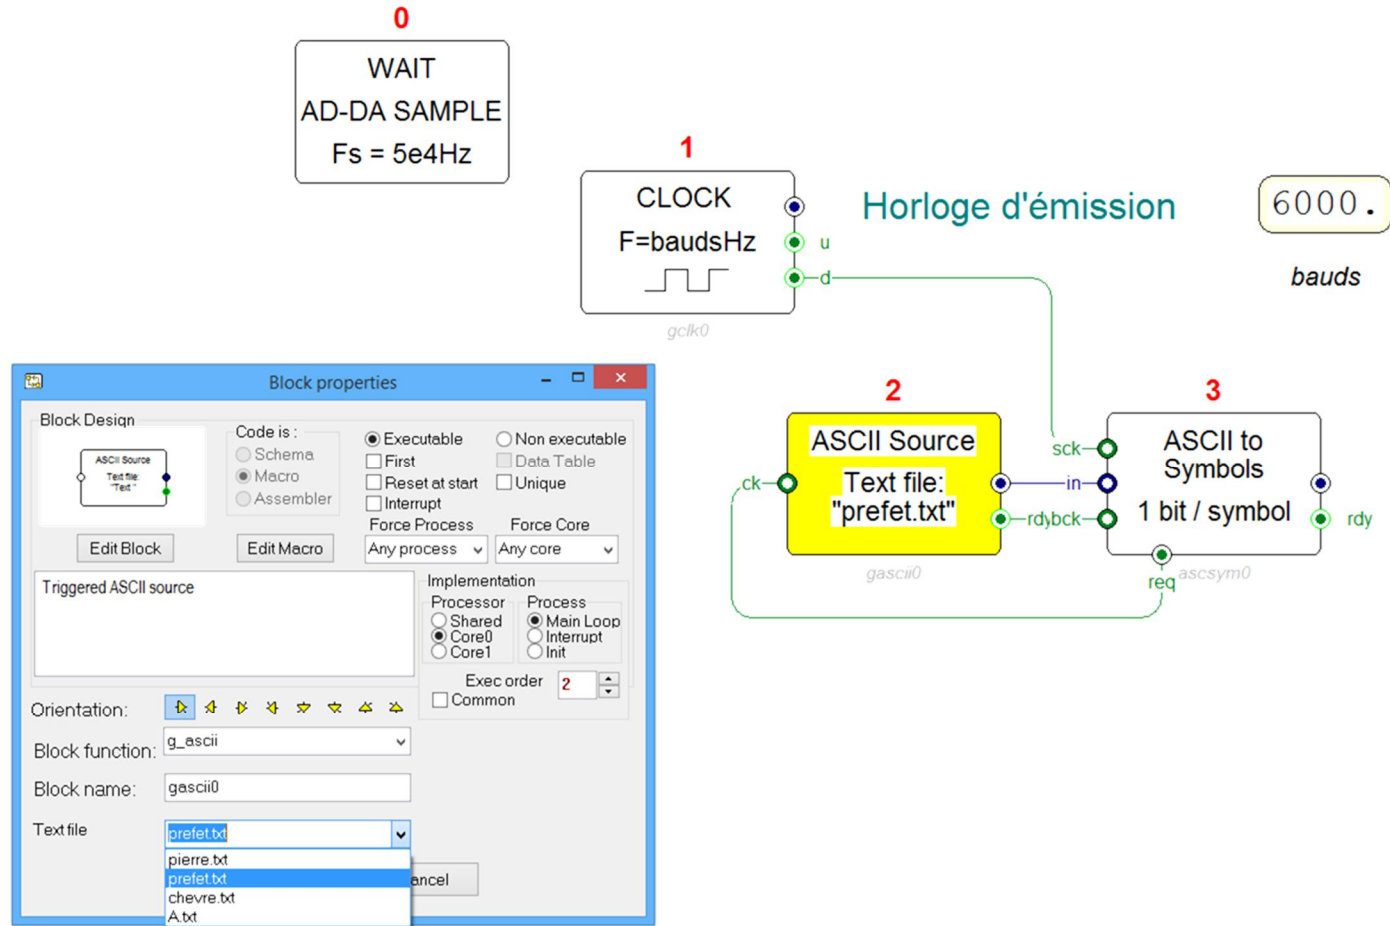 0
WAIT
AD-DA SAMPLE
Fs = 5e4Hz
1
CLOCK
F=baudsHz
u
d
gclk0
Horloge d'émission
6000.
bauds
2
ASCII Source
Text file:
"prefet.txt"
ck
rdy
gascii0
3
ASCII to
Symbols
1 bit / symbol
sck
in
bck
rdy
req
ascsym0
Block properties
Block Design
ASCII Source
Text file:
"Text "
Edit Block
Code is :
Schema
Macro
Assembler
Edit Macro
Executable
Non executable
First
Data Table
Reset at start
Unique
Interrupt
Force Process
Force Core
Any process
Any core
Triggered ASCII source
Implementation
Processor
Process
Shared
Main Loop
Core0
Interrupt
Core1
Init
Exec order
2
Common
Orientation:
Block function:
g_ascii
Block name:
gascii0
Text file
prefet.txt
pierre.txt
prefet.txt
chevre.txt
A.txt
ancel